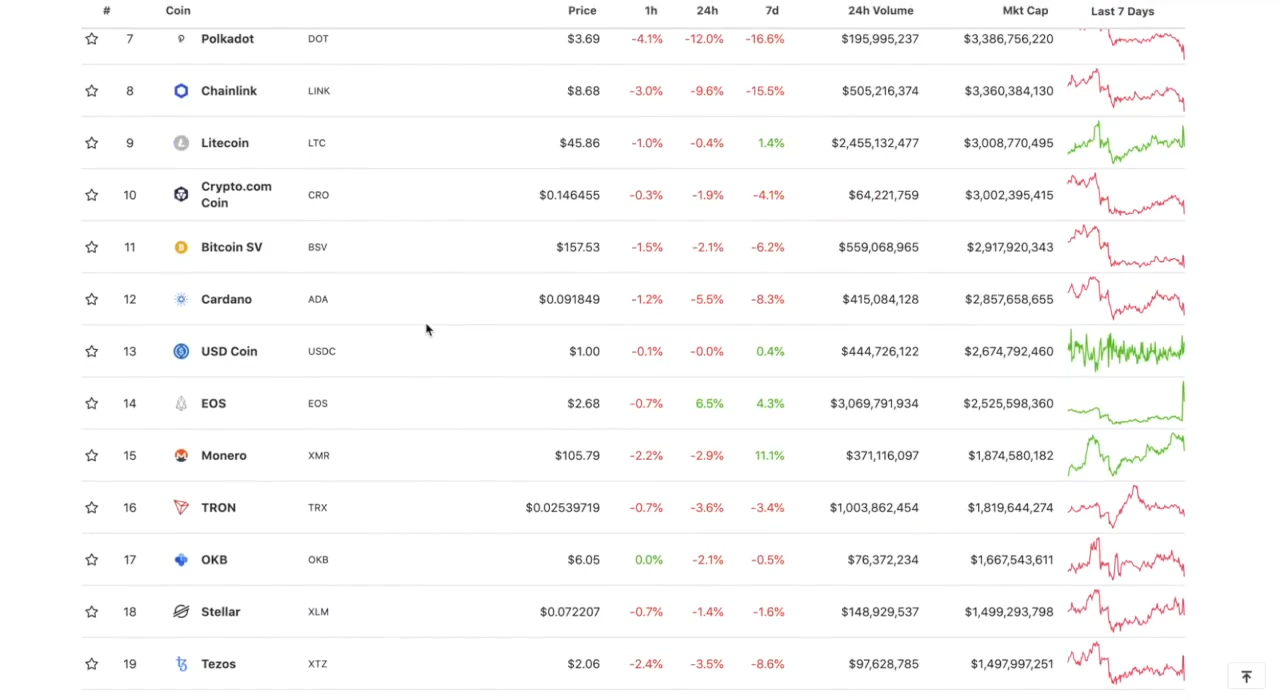 # Coin Price 1h 24h 7d 24h Volume Mkt Cap Last 7 Days
7 Polkadot DOT $3.69 -4.1% -12.0% -16.6% $195,995,237 $3,386,756,220
8 Chainlink LINK $8.68 -3.0% -9.6% -15.5% $505,216,374 $3,360,384,130
9 Litecoin LTC $45.86 -1.0% -0.4% 1.4% $2,455,132,477 $3,008,770,495
10 Crypto.com
Coin CRO $0.146455 -0.3% -1.9% -4.1% $64,221,759 $3,002,395,415
11 Bitcoin SV BSV $157.53 -1.5% -2.1% -6.2% $559,068,965 $2,917,920,343
12 Cardano ADA $0.091849 -1.2% -5.5% -8.3% $415,084,128 $2,857,658,655
13 USD Coin USDC $1.00 -0.1% -0.0% 0.4% $444,726,122 $2,674,792,460
14 EOS EOS $2.68 -0.7% 6.5% 4.3% $3,069,791,934 $2,525,598,360
15 Monero XMR $105.79 -2.2% -2.9% 11.1% $371,116,097 $1,874,580,182
16 TRON TRX $0.02539719 -0.7% -3.6% -3.4% $1,003,862,454 $1,819,644,274
17 OKB OKB $6.05 0.0% -2.1% -0.5% $76,372,234 $1,667,543,611
18 Stellar XLM $0.072207 -0.7% -1.4% -1.6% $148,929,537 $1,499,293,798
19 Tezos XTZ $2.06 -2.4% -3.5% -8.6% $97,628,785 $1,497,997,251